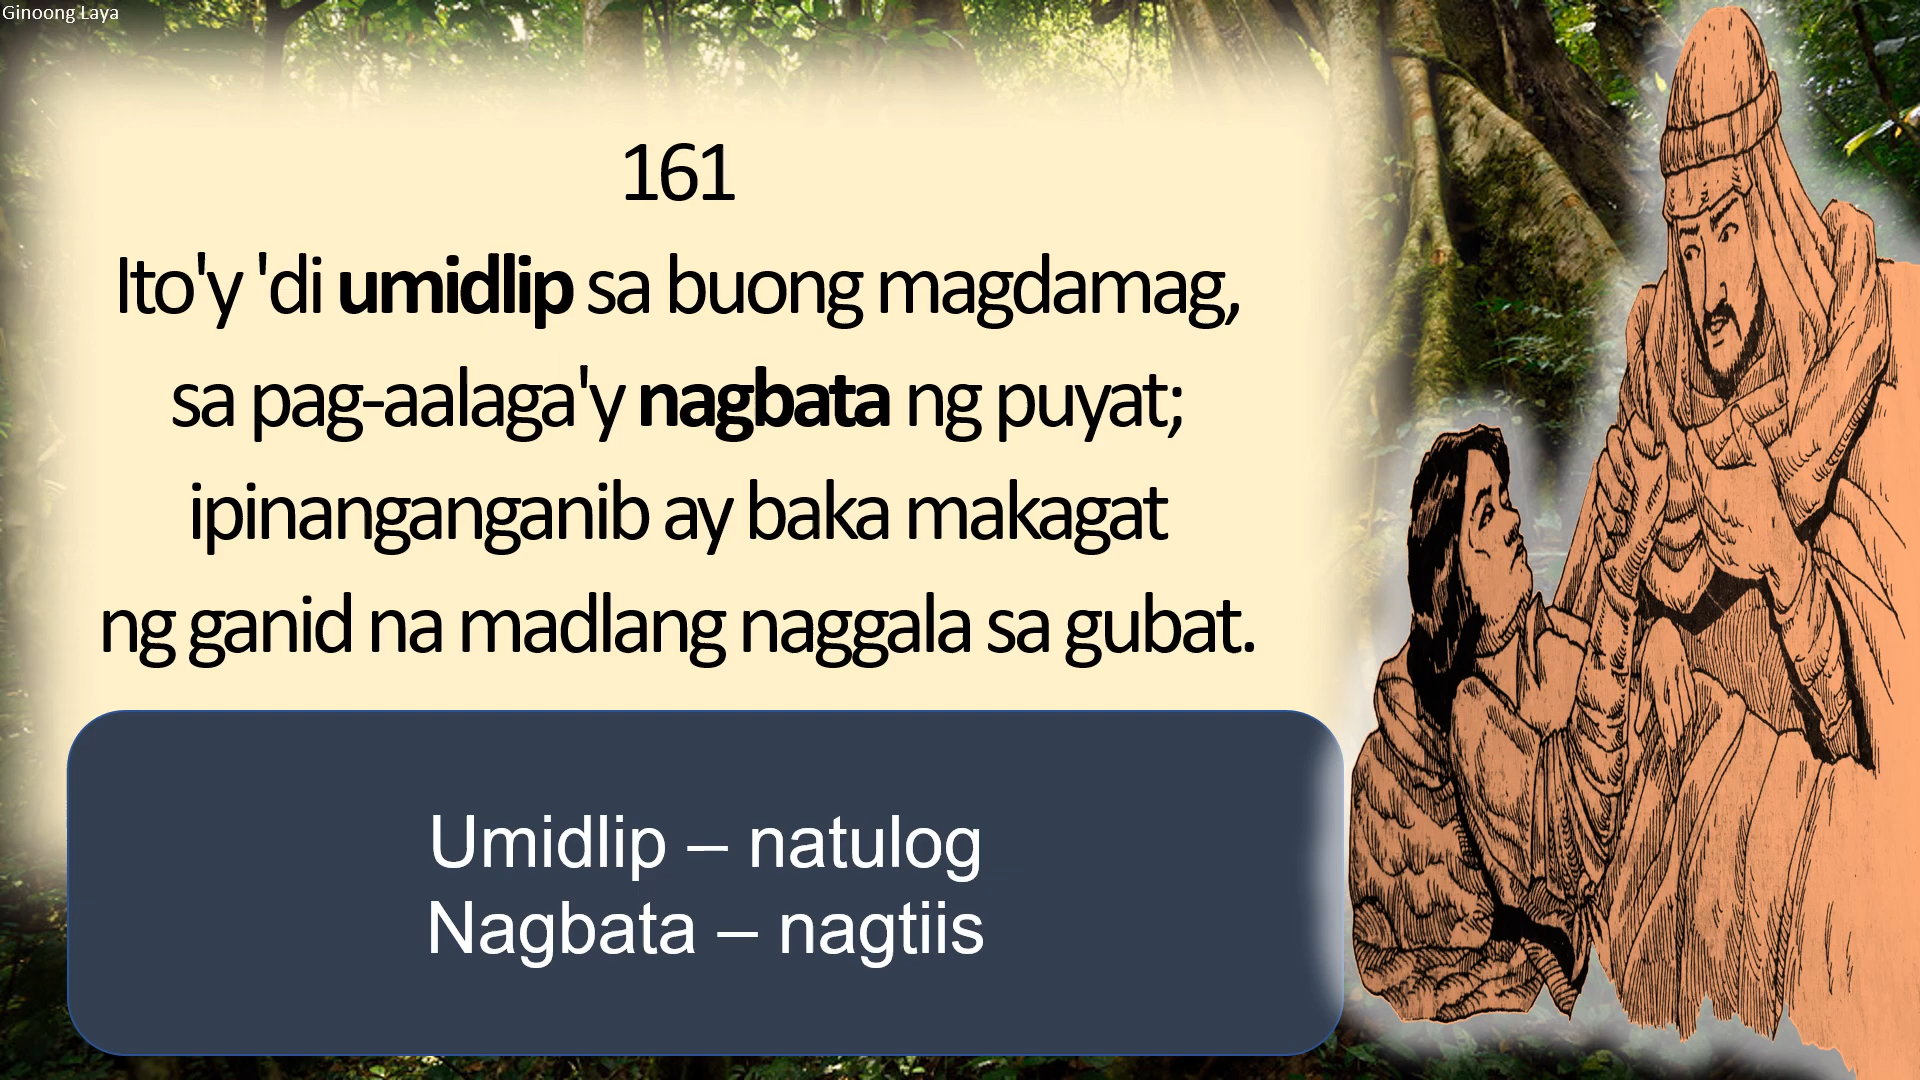 Ginoong Laya
161
Ito'y 'di umidlip sa buong magdamag,
sa pag-aalaga'y nagbata ng puyat;
ipinanganganib ay baka makagat
ng ganid na madlang naggala sa gubat.
Umidlip – natulog
Nagbata – nagtiis